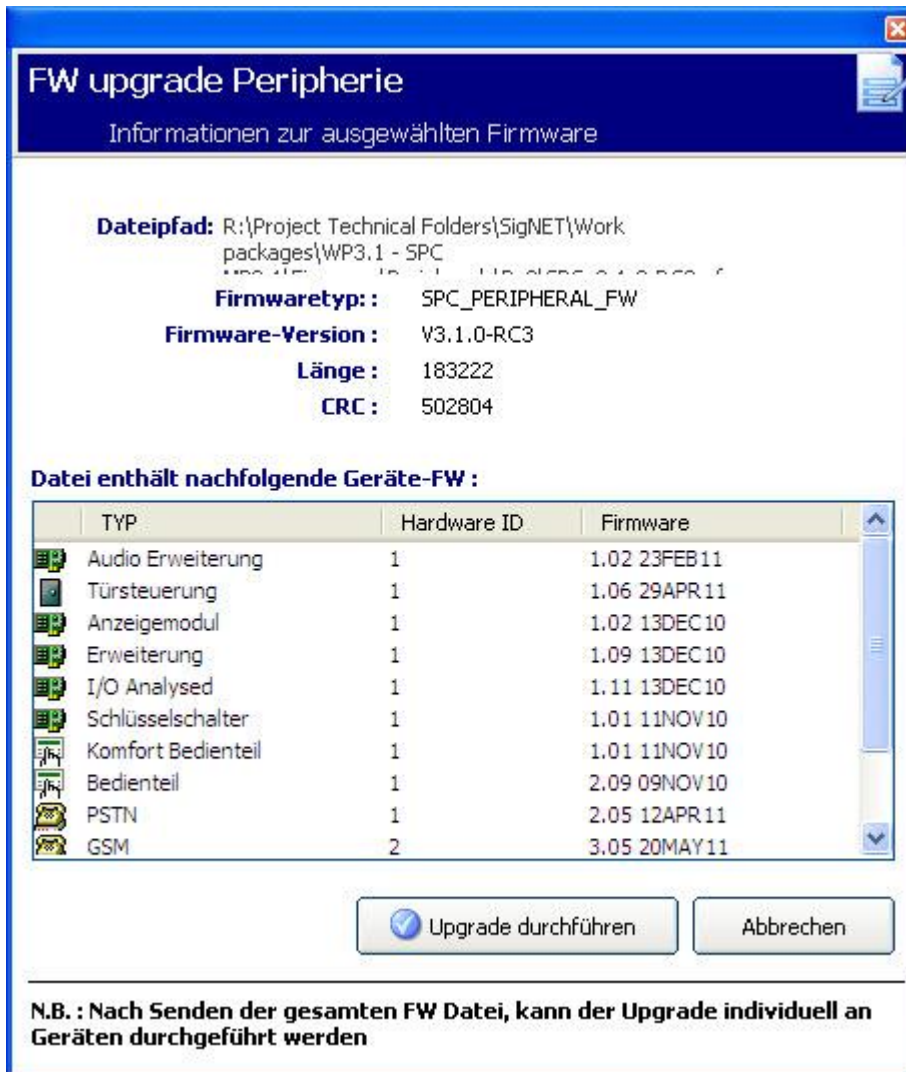 FW upgrade Peripherie
Informationen zur ausgewählten Firmware
Dateipfad: R:\Project Technical Folders\SigNET\Work
packages\WP3.1 - SPC
Firmwaretyp: : SPC_PERIPHERAL_FW
Firmware-Version : V3.1.0-RC3
Länge : 183222
CRC : 502804
Datei enthält nachfolgende Geräte-FW :
TYP Hardware ID Firmware
Audio Erweiterung 1 1.02 23FEB11
Türsteuerung 1 1.06 29APR11
Anzeigemodul 1 1.02 13DEC10
Erweiterung 1 1.09 13DEC10
I/O Analysed 1 1.11 13DEC10
Schlüsselschalter 1 1.01 11NOV10
Komfort Bedienteil 1 1.01 11NOV10
Bedienteil 1 2.09 09NOV10
PSTN 1 2.05 12APR11
GSM 2 3.05 20MAY11
Upgrade durchführen Abbrechen
N.B. : Nach Senden der gesamten FW Datei, kann der Upgrade individuell an
Geräten durchgeführt werden